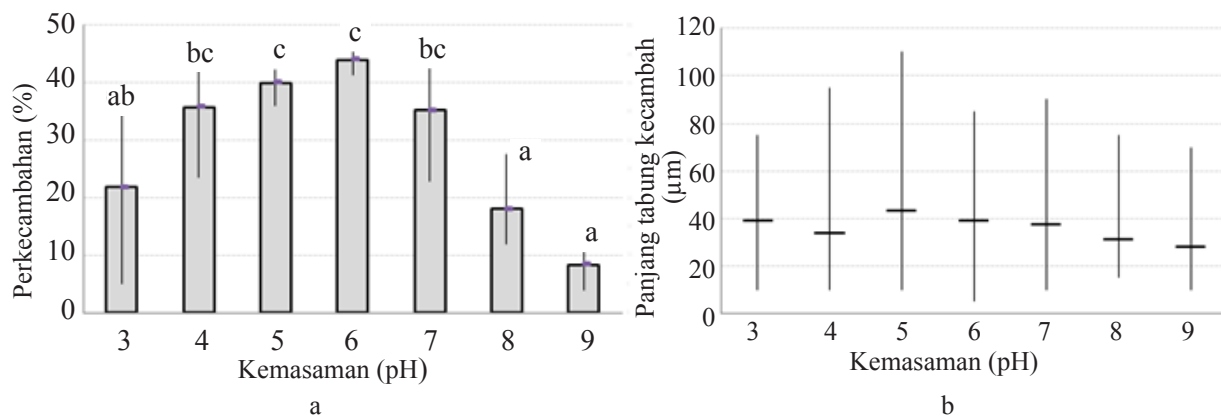 Perkecambahan (%)
50
40
30
20
10
0
ab
bc
c
c
bc
a
a
3 4 5 6 7 8 9
Kemasaman (pH)
a
Panjang tabung kecambah
(µm)
120
100
80
60
40
20
0
3 4 5 6 7 8 9
Kemasaman (pH)
b